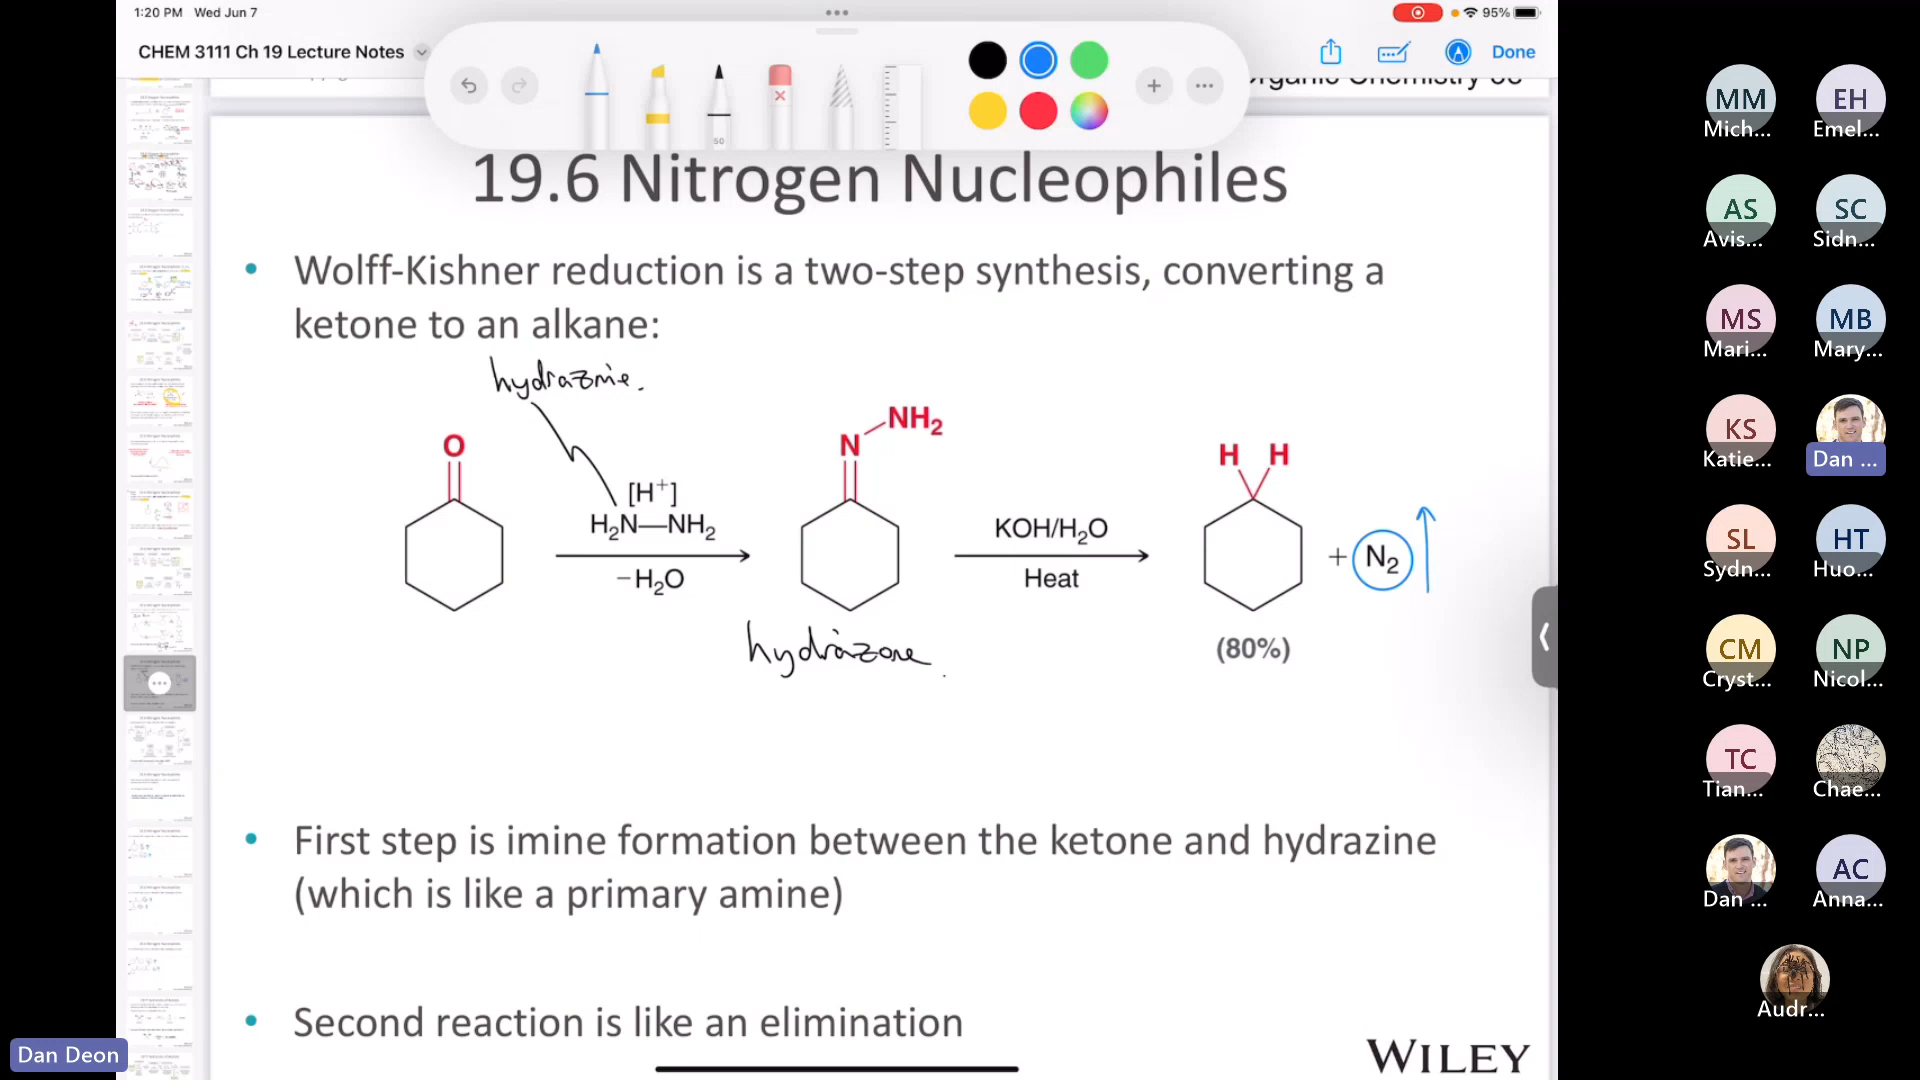 1:20 PM Wed Jun 7
95%
CHEM 3111 Ch 19 Lecture Notes
Done
50
19.6 Nitrogen Nucleophiles
Wolff-Kishner reduction is a two-step synthesis, converting a
ketone to an alkane:
hydrazine.
O
[H⁺]
H₂N—NH₂
−H₂O
N—NH₂
hydrazone
KOH/H₂O
Heat
H H
+ N₂
(80%)
First step is imine formation between the ketone and hydrazine
(which is like a primary amine)
Second reaction is like an elimination
WILEY
Dan Deon
MM
Mich...
EH
Emel...
AS
Avis...
SC
Sidn...
MS
Mari...
MB
Mary...
KS
Katie...
Dan ...
SL
Sydn...
HT
Huo...
CM
Cryst...
NP
Nicol...
TC
Tian...
Chae...
Dan ...
AC
Anna...
Audr...